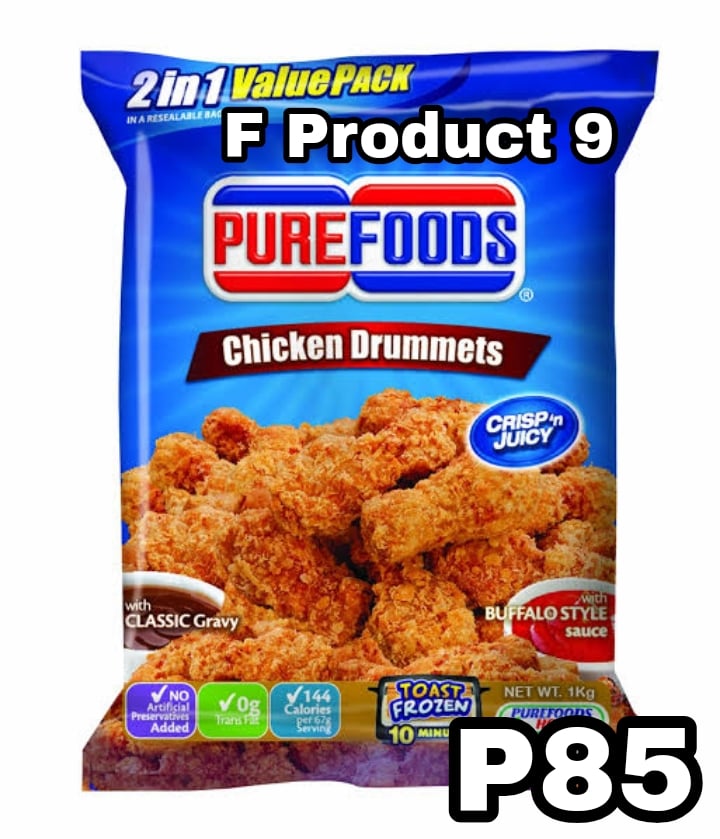 2in1 ValuePACK
IN A RESEALABLE BAG
F Product 9
PUREFOODS
®
Chicken Drummets
CRISP 'n
JUICY
with
CLASSIC Gravy
with
BUFFALO STYLE
sauce
✓NO
Artificial
Preservatives
Added
✓0g
Trans Fat
✓144
Calories
per 67g
Serving
TOAST
FROZEN
10
NET WT. 1Kg
PUREFOODS
P85